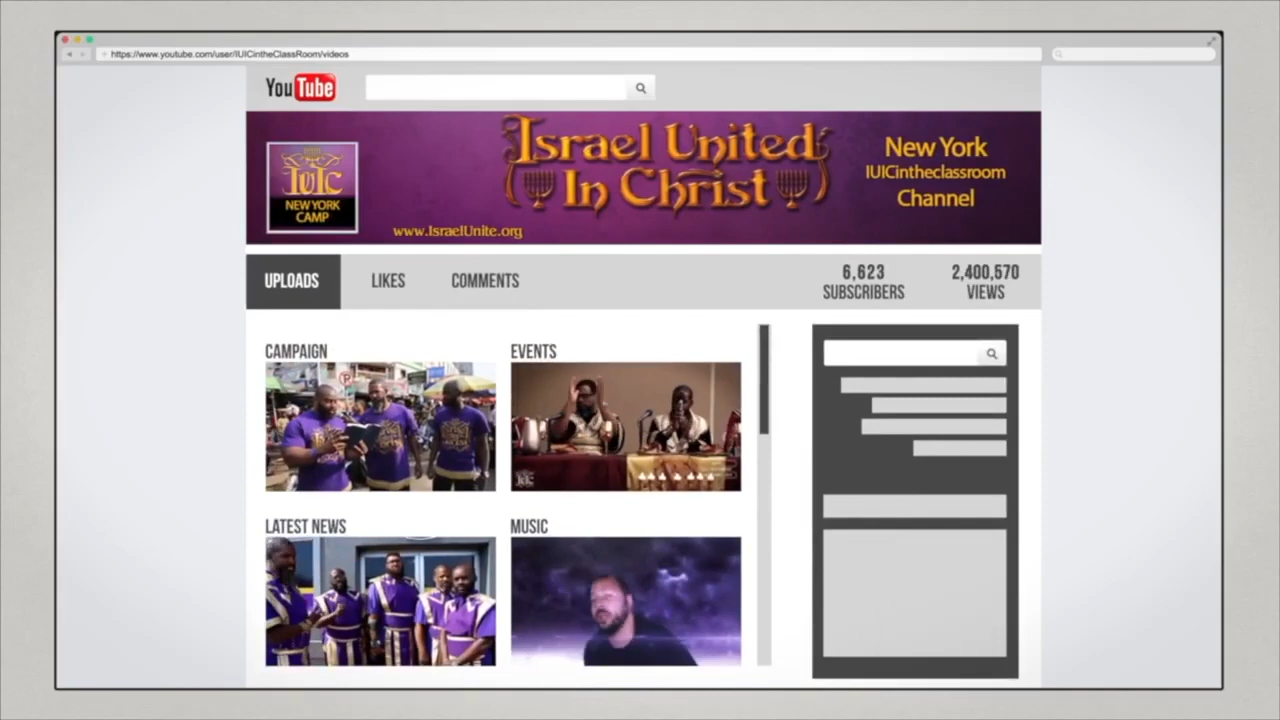 https://www.youtube.com/user/IUICintheClassRoom/videos
YouTube
Israel United
In Christ
New York
IUICintheclassroom
Channel
IUIC
NEW YORK
CAMP
www.IsraelUnite.org
UPLOADS
LIKES
COMMENTS
6,623
SUBSCRIBERS
2,400,570
VIEWS
CAMPAIGN
EVENTS
LATEST NEWS
MUSIC